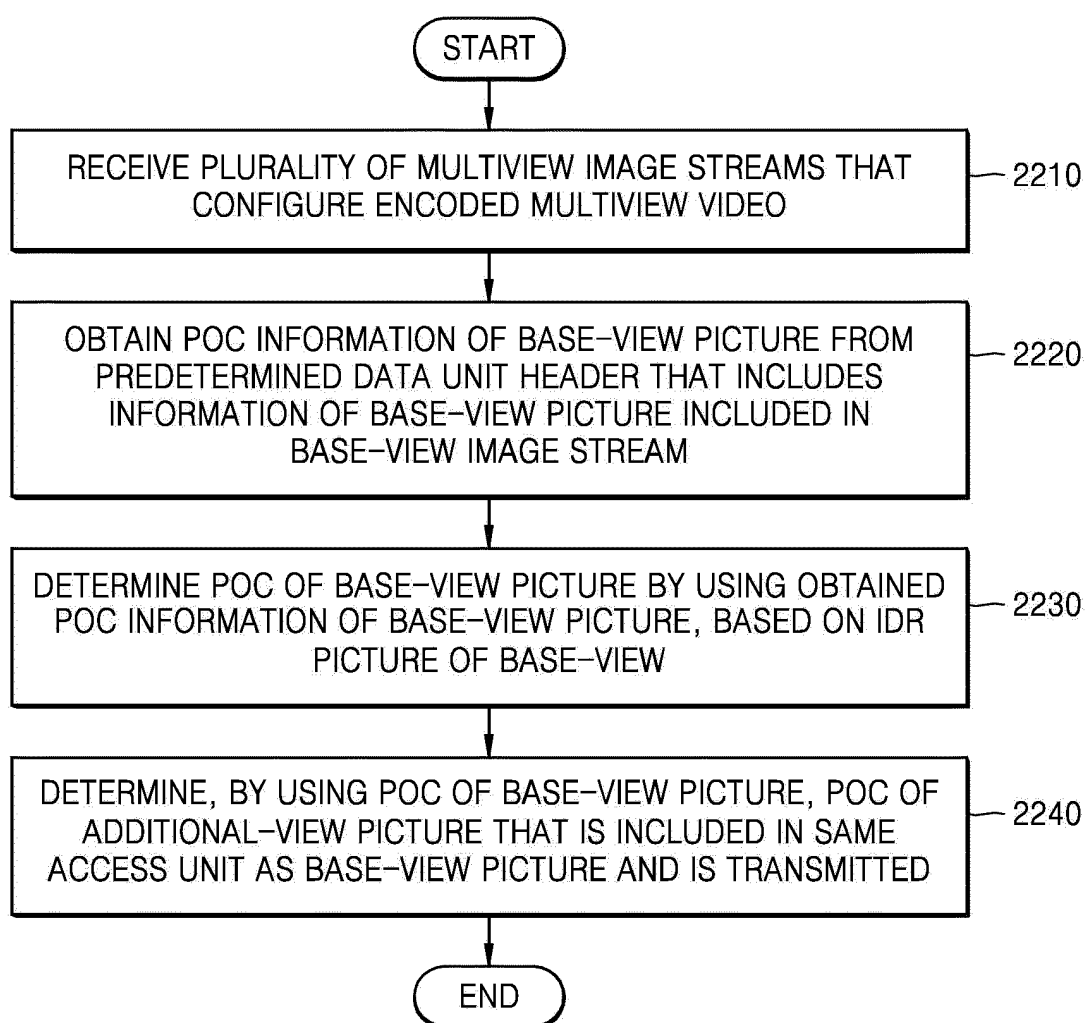 START
RECEIVE PLURALITY OF MULTIVIEW IMAGE STREAMS THAT
CONFIGURE ENCODED MULTIVIEW VIDEO
2210
OBTAIN POC INFORMATION OF BASE-VIEW PICTURE FROM
PREDETERMINED DATA UNIT HEADER THAT INCLUDES
INFORMATION OF BASE-VIEW PICTURE INCLUDED IN
BASE-VIEW IMAGE STREAM
2220
DETERMINE POC OF BASE-VIEW PICTURE BY USING OBTAINED
POC INFORMATION OF BASE-VIEW PICTURE, BASED ON IDR
PICTURE OF BASE-VIEW
2230
DETERMINE, BY USING POC OF BASE-VIEW PICTURE, POC OF
ADDITIONAL-VIEW PICTURE THAT IS INCLUDED IN SAME
ACCESS UNIT AS BASE-VIEW PICTURE AND IS TRANSMITTED
2240
END